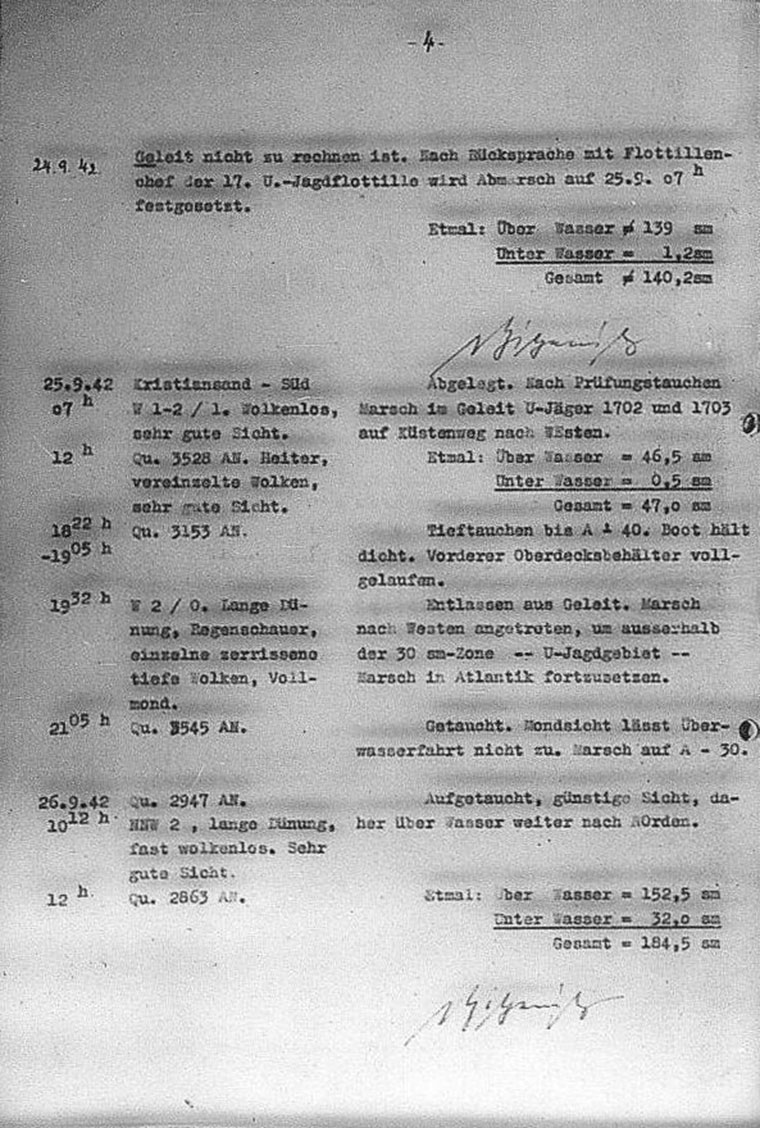 -4-
24.9.42 Geleit nicht zu rechnen ist. Nach Rücksprache mit Flottillen-
chef der 17. U.-Jagdflottille wird Abmarsch auf 25.9. 07 h
festgesetzt.
Etmal: Über Wasser ≠ 139 sm
Unter Wasser = 1,2sm
Gesamt ≠ 140,2sm
25.9.42 Kristiansand - Süd Abgelegt. Nach Prüfungstauchen
07 h W 1-2 / 1. Wolkenlos, Marsch im Geleit U-Jäger 1702 und 1703
sehr gute Sicht. auf Küstenweg nach WEsten.
12 h Qu. 3528 AN. Heiter, Etmal: Über Wasser = 46,5 sm
vereinzelte Wolken, Unter Wasser = 0,5 sm
sehr gute Sicht. Gesamt = 47,0 sm
18 22 h Qu. 3153 AN. Tieftauchen bis A + 40. Boot hält
-19 05 h dicht. Vorderer Oberdecksbehälter voll-
gelaufen.
19 32 h W 2 / 0. Lange Dü- Entlassen aus Geleit. Marsch
nung, Regenschauer, nach Westen angetreten, um ausserhalb
einzelne zerrissene der 30 sm-Zone -- U-Jagdgebiet --
tiefe Wolken, Voll- Marsch in Atlantik fortzusetzen.
mond.
21 05 h Qu. 3545 AN. Getaucht. Mondsicht lässt Über-
wasserfahrt nicht zu. Marsch auf A - 30.
26.9.42 Qu. 2947 AN. Aufgetaucht, günstige Sicht, da-
10 12 h. NNW 2 , lange Dünung, her über Wasser weiter nach NOrden.
fast wolkenlos. Sehr
gute Sicht.
12 h. Qu. 2863 AN. Etmal: Über Wasser = 152,5 sm
Unter Wasser = 32,0 sm
Gesamt = 184,5 sm